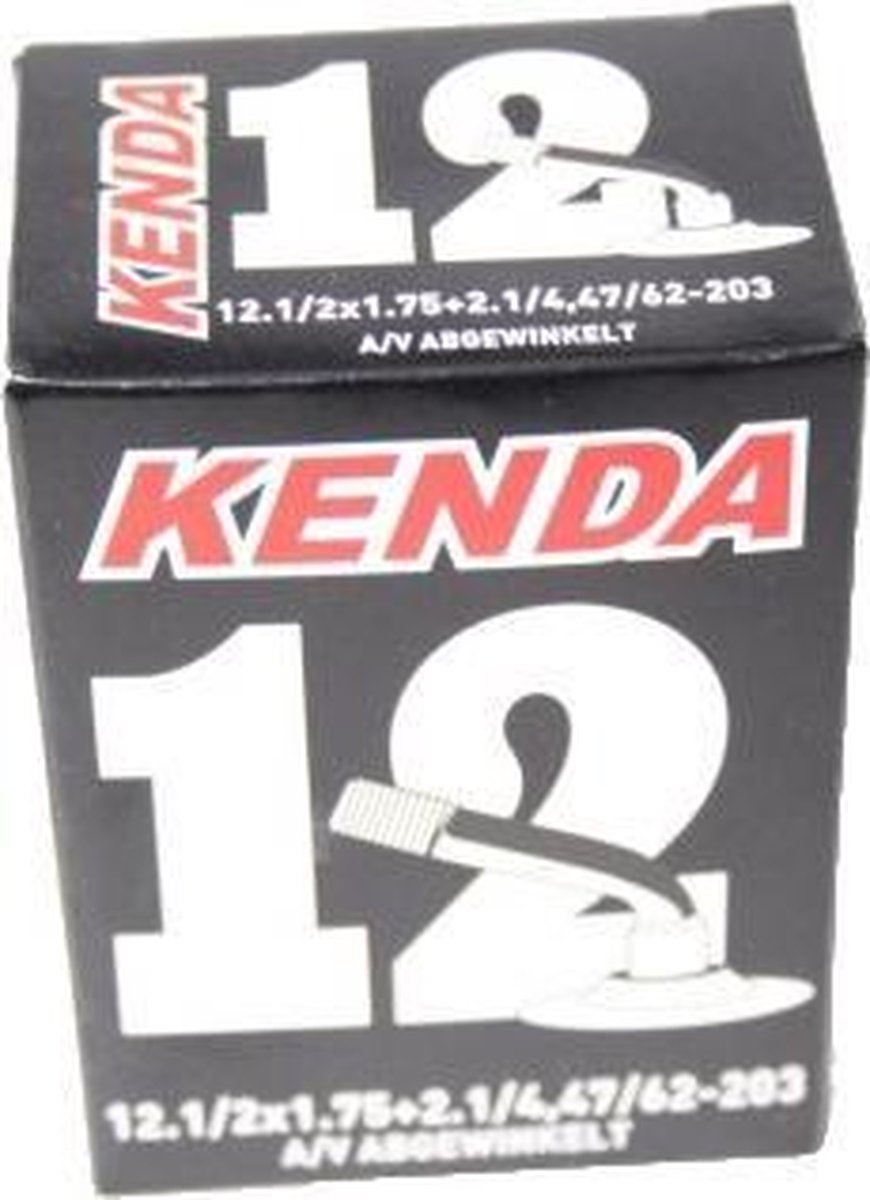 KENDA
12
12.1/2x1.75+2.1/4,47/62-203
A/V ABGEWINKELT
KENDA
12
12.1/2x1.75+2.1/4,47/62-203
A/V ABGEWINKELT